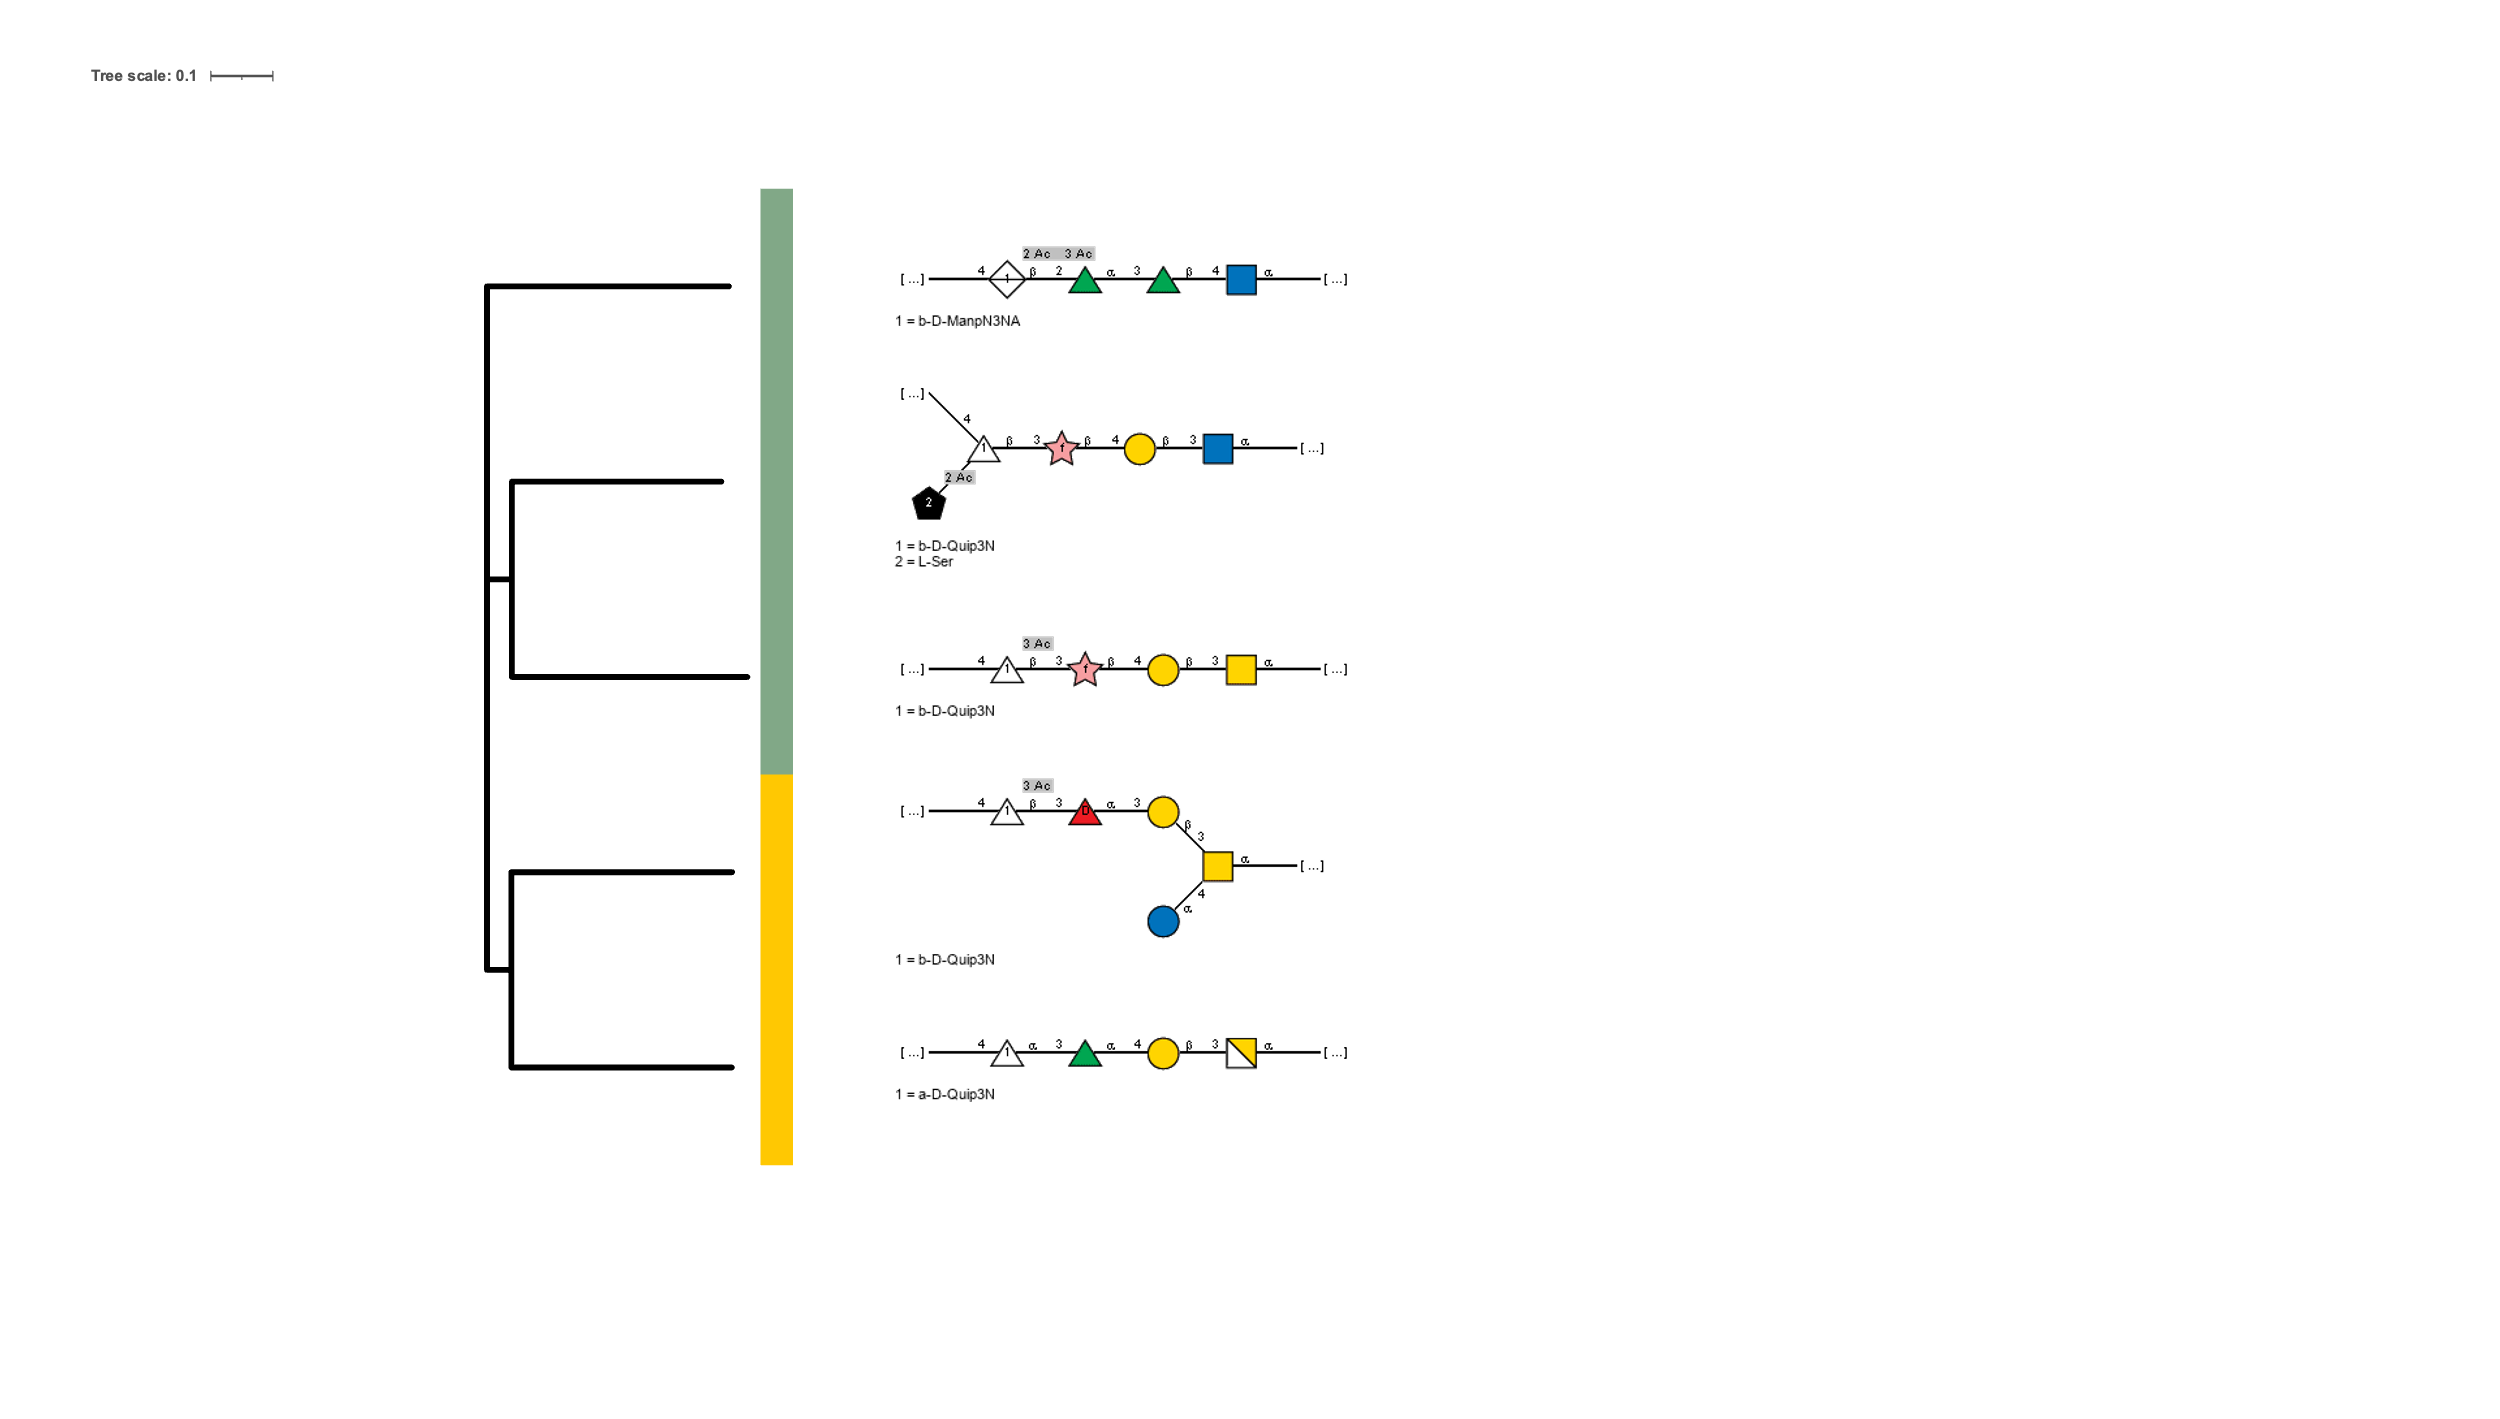 Tree scale: 0.1
2 Ac 3 Ac
[ ...] 4 1 β 2 α 3 β 4 α [ ...]
1 = b-D-ManpN3NA
[ ...]
4
1 β 3 f β 4 β 3 α [ ...]
2 Ac
2
1 = b-D-Quip3N
2 = L-Ser
3 Ac
[ ...] 4 1 β 3 f β 4 β 3 α [ ...]
1 = b-D-Quip3N
3 Ac
[ ...] 4 1 β 3 D α 3
β
3
α [ ...]
4
α
1 = b-D-Quip3N
[ ...] 4 1 α 3 α 4 β 3 α [ ...]
1 = a-D-Quip3N